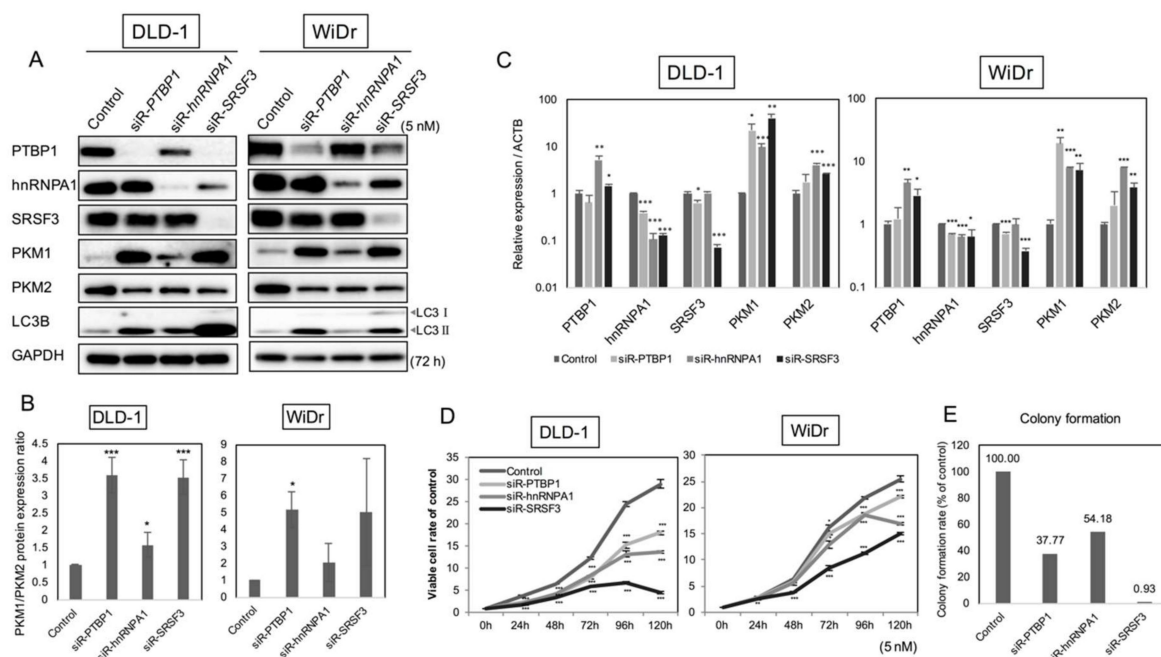 DLD-1
WiDr
A
Control
siR-PTBP1
siR-hnRNPA1
siR-SRSF3
Control
siR-PTBP1
siR-hnRNPA1
siR-SRSF3
(5 nM)
PTBP1
hnRNPA1
SRSF3
PKM1
PKM2
LC3B
LC3 I
LC3 II
GAPDH
(72 h)
B
DLD-1
WiDr
PKM1/PKM2 protein expression ratio
4.5
4
3.5
3
2.5
2
1.5
1
0.5
0
***
*
***
Control
siR-PTBP1
siR-hnRNPA1
siR-SRSF3
9
8
7
6
5
4
3
2
1
0
*
Control
siR-PTBP1
siR-hnRNPA1
siR-SRSF3
C
DLD-1
WiDr
Relative expression / ACTB
100
10
1
0.1
0.01
** *
*** *** ***
* ***
* *** **
*** ***
PTBP1
hnRNPA1
SRSF3
PKM1
PKM2
100
10
1
0.1
** *
*** *** *
*** ***
** *** **
*** **
PTBP1
hnRNPA1
SRSF3
PKM1
PKM2
Control siR-PTBP1 siR-hnRNPA1 siR-SRSF3
D
DLD-1
WiDr
Viable cell rate of control
35
30
25
20
15
10
5
0
Control
siR-PTBP1
siR-hnRNPA1
siR-SRSF3
0h 24h 48h 72h 96h 120h
30
25
20
15
10
5
0
0h 24h 48h 72h 96h 120h
(5 nM)
E
Colony formation
Colony formation rate (% of control)
120
100
80
60
40
20
0
100.00
37.77
54.18
0.93
Control
siR-PTBP1
siR-hnRNPA1
siR-SRSF3